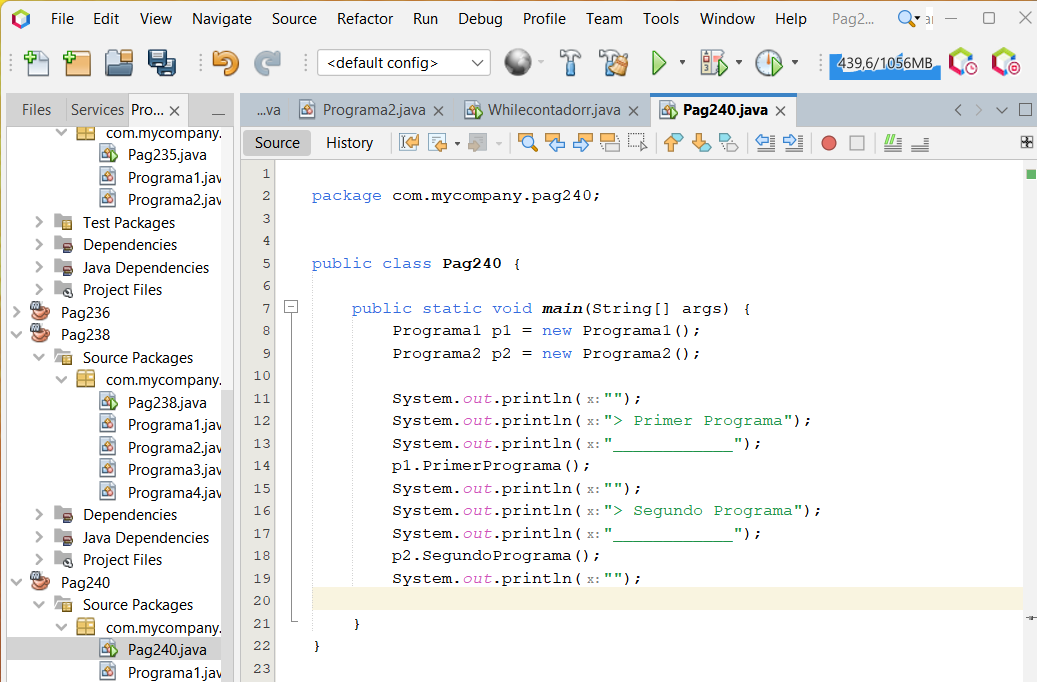 File Edit View Navigate Source Refactor Run Debug Profile Team Tools Window Help Pag2...
<default config> 439,6/1056MB
Files Services Pro... ...va Programa2.java Whilecontadorr.java Pag240.java
Source History
com.mycompany.
Pag235.java
Programa1.jav
Programa2.jav
Test Packages
Dependencies
Java Dependencies
Project Files
Pag236
Pag238
Source Packages
com.mycompany.
Pag238.java
Programa1.jav
Programa2.jav
Programa3.jav
Programa4.jav
Dependencies
Java Dependencies
Project Files
Pag240
Source Packages
com.mycompany.
Pag240.java
Programa1.jav
1
2 package com.mycompany.pag240;
3
4
5 public class Pag240 {
6
7 public static void main(String[] args) {
8 Programa1 p1 = new Programa1();
9 Programa2 p2 = new Programa2();
10
11 System.out.println( x: "");
12 System.out.println( x: "> Primer Programa");
13 System.out.println( x: "____________");
14 p1.PrimerPrograma();
15 System.out.println( x: "");
16 System.out.println( x: "> Segundo Programa");
17 System.out.println( x: "____________");
18 p2.SegundoPrograma();
19 System.out.println( x: "");
20
21 }
22 }
23